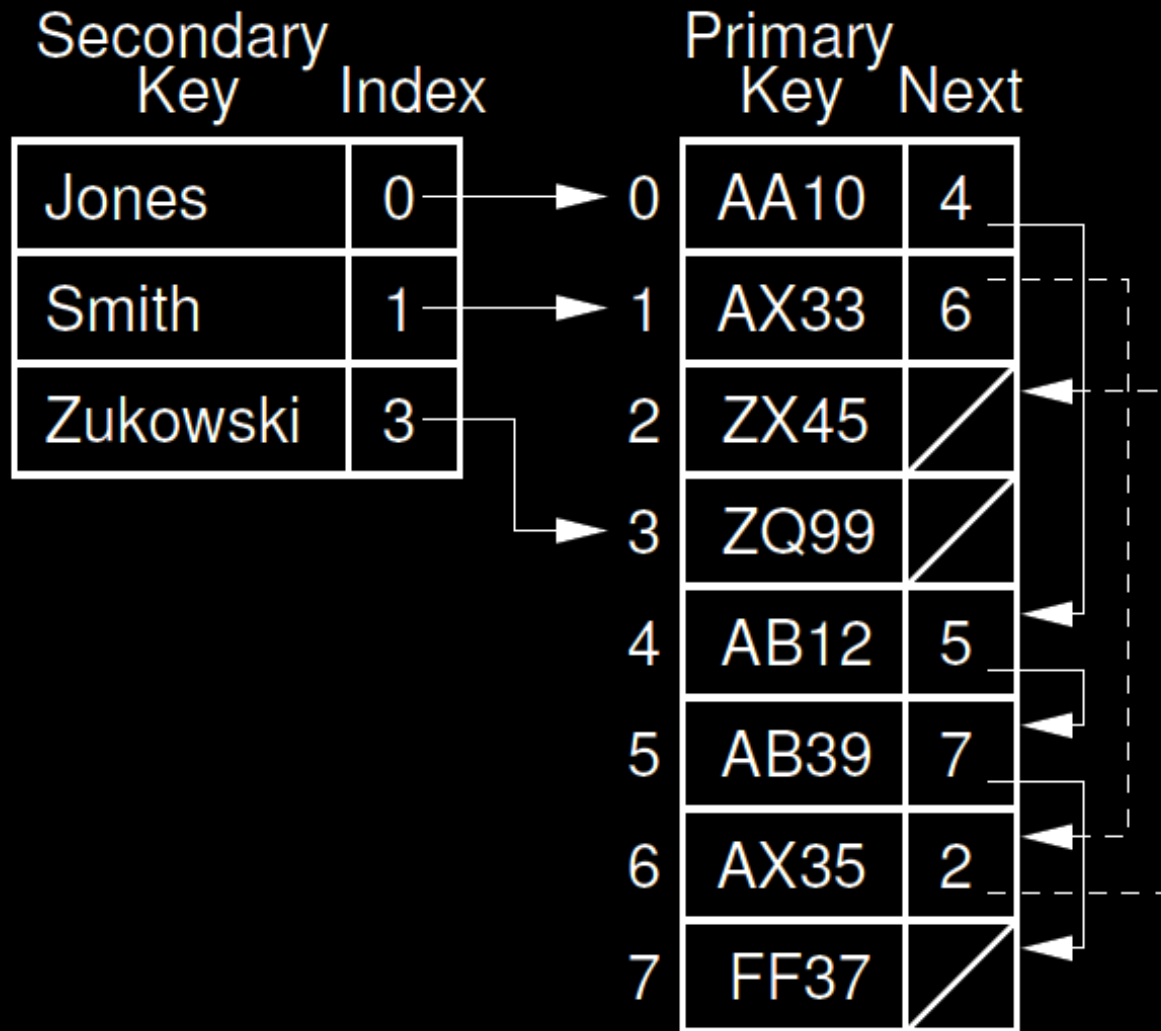 Secondary Primary
Key Index Key Next
Jones 0 0 AA10 4
Smith 1 1 AX33 6
Zukowski 3 2 ZX45
3 ZQ99
4 AB12 5
5 AB39 7
6 AX35 2
7 FF37